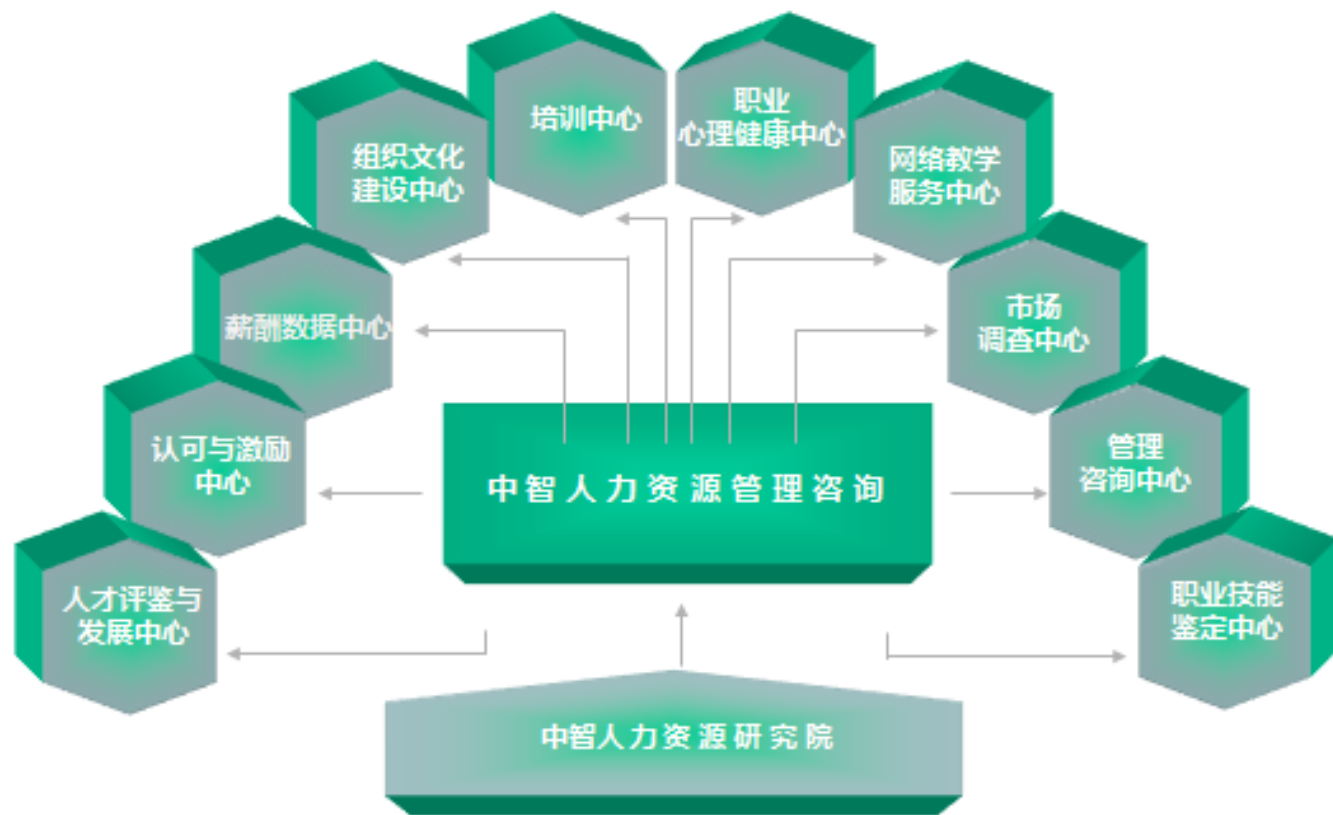 培训中心
职业
心理健康中心
组织文化
建设中心
网络教学
服务中心
薪酬数据中心
市场
调查中心
认可与激励
中心
管理
咨询中心
中智人力资源管理咨询
人才评鉴与
发展中心
职业技能
鉴定中心
中智人力资源研究院